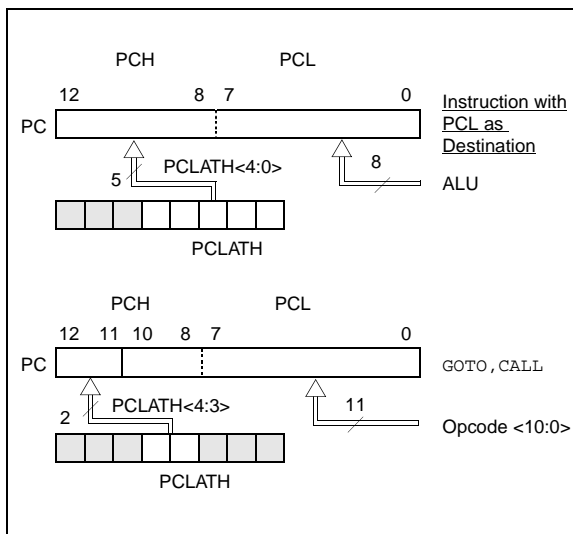 PCH PCL
12 8 7 0
PC
Instruction with
PCL as
Destination
5 PCLATH<4:0> 8
ALU
PCLATH
PCH PCL
12 11 10 8 7 0
PC GOTO,CALL
2 PCLATH<4:3> 11
Opcode <10:0>
PCLATH